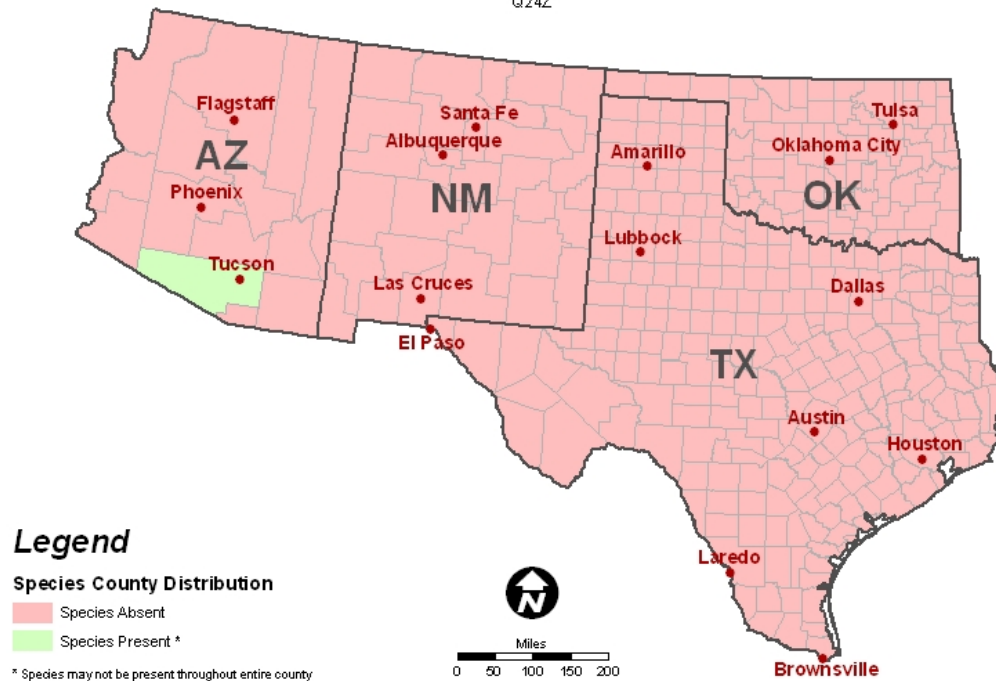 Q24Z
Flagstaff
AZ
Phoenix
Tucson
Santa Fe
Albuquerque
NM
Las Cruces
El Paso
Tulsa
Oklahoma City
OK
Amarillo
Lubbock
Dallas
TX
Austin
Houston
Laredo
Brownsville
Legend
Species County Distribution
Species Absent
Species Present *
* Species may not be present throughout entire county
N
Miles
0 50 100 150 200